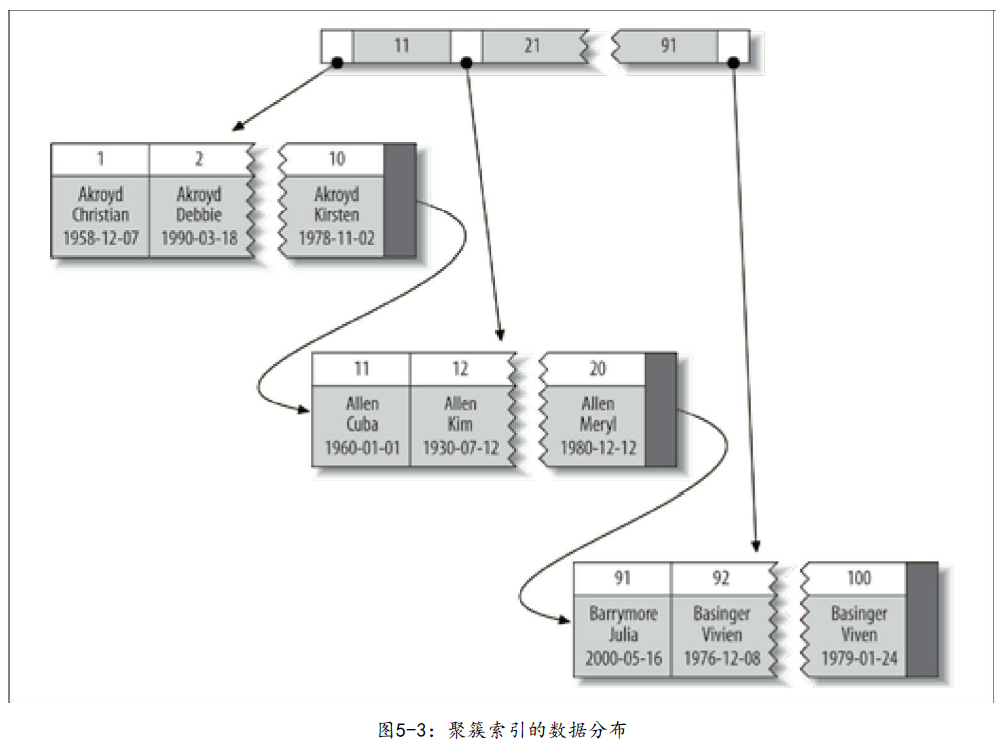 11 21 91
1 2 10
Akroyd Akroyd Akroyd
Christian Debbie Kirsten
1958-12-07 1990-03-18 1978-11-02
11 12 20
Allen Allen Allen
Cuba Kim Meryl
1960-01-01 1930-07-12 1980-12-12
91 92 100
Barrymore Basinger Basinger
Julia Vivien Viven
2000-05-16 1976-12-08 1979-01-24
图5-3：聚簇索引的数据分布